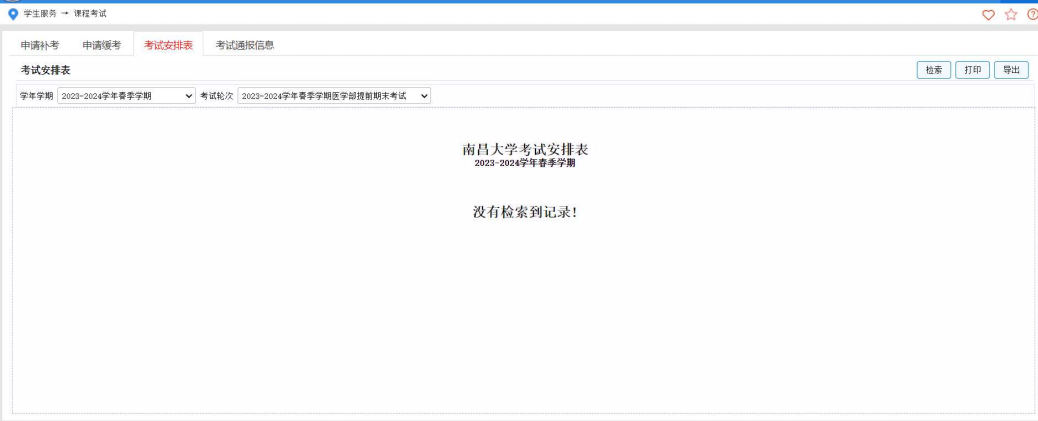 学生服务 → 课程考试
申请补考 申请缓考 考试安排表 考试通报信息
考试安排表 检索 打印 导出
学年学期 2023-2024学年春季学期 考试轮次 2023-2024学年春季学期医学部提前期末考试
南昌大学考试安排表
2023-2024学年春季学期
没有检索到记录!